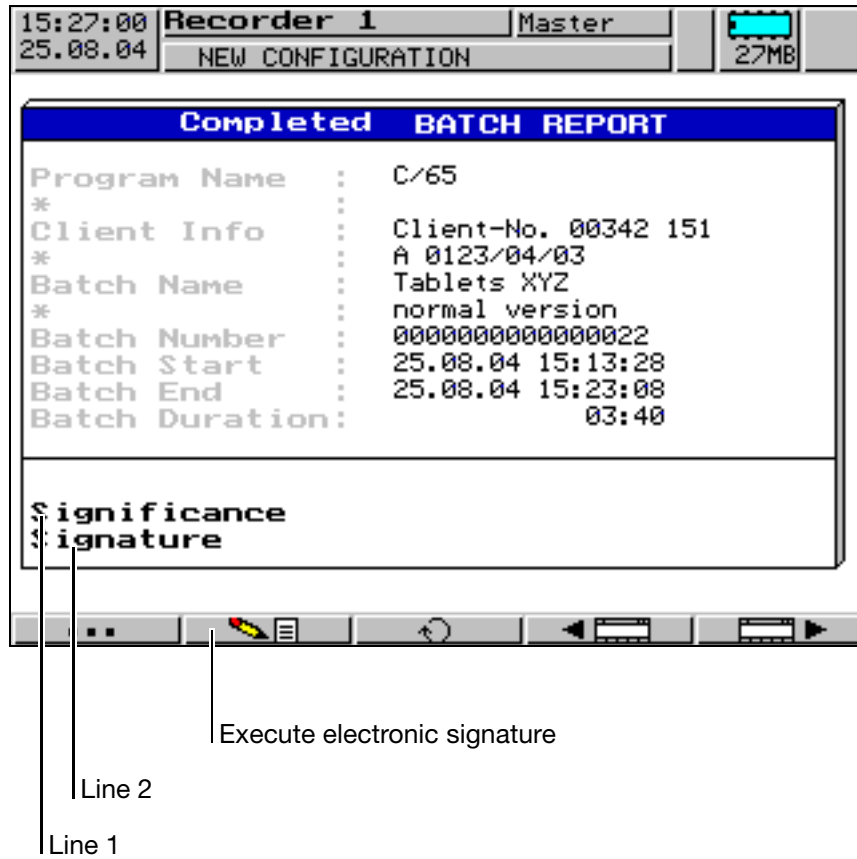 15:27:00 Recorder 1 Master
25.08.04 NEW CONFIGURATION 27MB
Completed BATCH REPORT
Program Name : C/65
* :
Client Info : Client-No. 00342 151
* : A 0123/04/03
Batch Name : Tablets XYZ
* : normal version
Batch Number : 0000000000000022
Batch Start : 25.08.04 15:13:28
Batch End : 25.08.04 15:23:08
Batch Duration: 03:40
Significance
Signature
...
Execute electronic signature
Line 2
Line 1